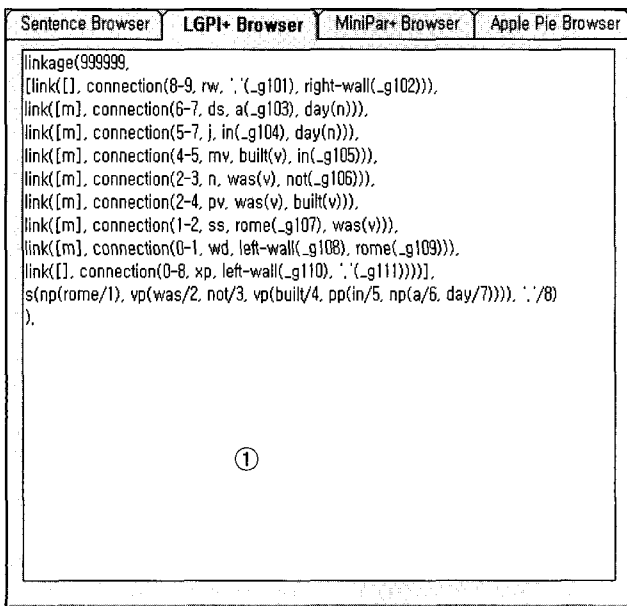 Sentence Browser LGPI+ Browser MiniPar+ Browser Apple Pie Browser
linkage(999999,
[link([], connection(8-9, rw, '.'(_g101), right-wall(_g102))),
link([m], connection(6-7, ds, a(_g103), day(n))),
link([m], connection(5-7, j, in(_g104), day(n))),
link([m], connection(4-5, mv, built(v), in(_g105))),
link([m], connection(2-3, n, was(v), not(_g106))),
link([m], connection(2-4, pv, was(v), built(v))),
link([m], connection(1-2, ss, rome(_g107), was(v))),
link([m], connection(0-1, wd, left-wall(_g108), rome(_g109))),
link([], connection(0-8, xp, left-wall(_g110), '.'(_g111))))],
s(np(rome/1), vp(was/2, not/3, vp(built/4, pp(in/5, np(a/6, day/7)))), '.'/8)
).
①